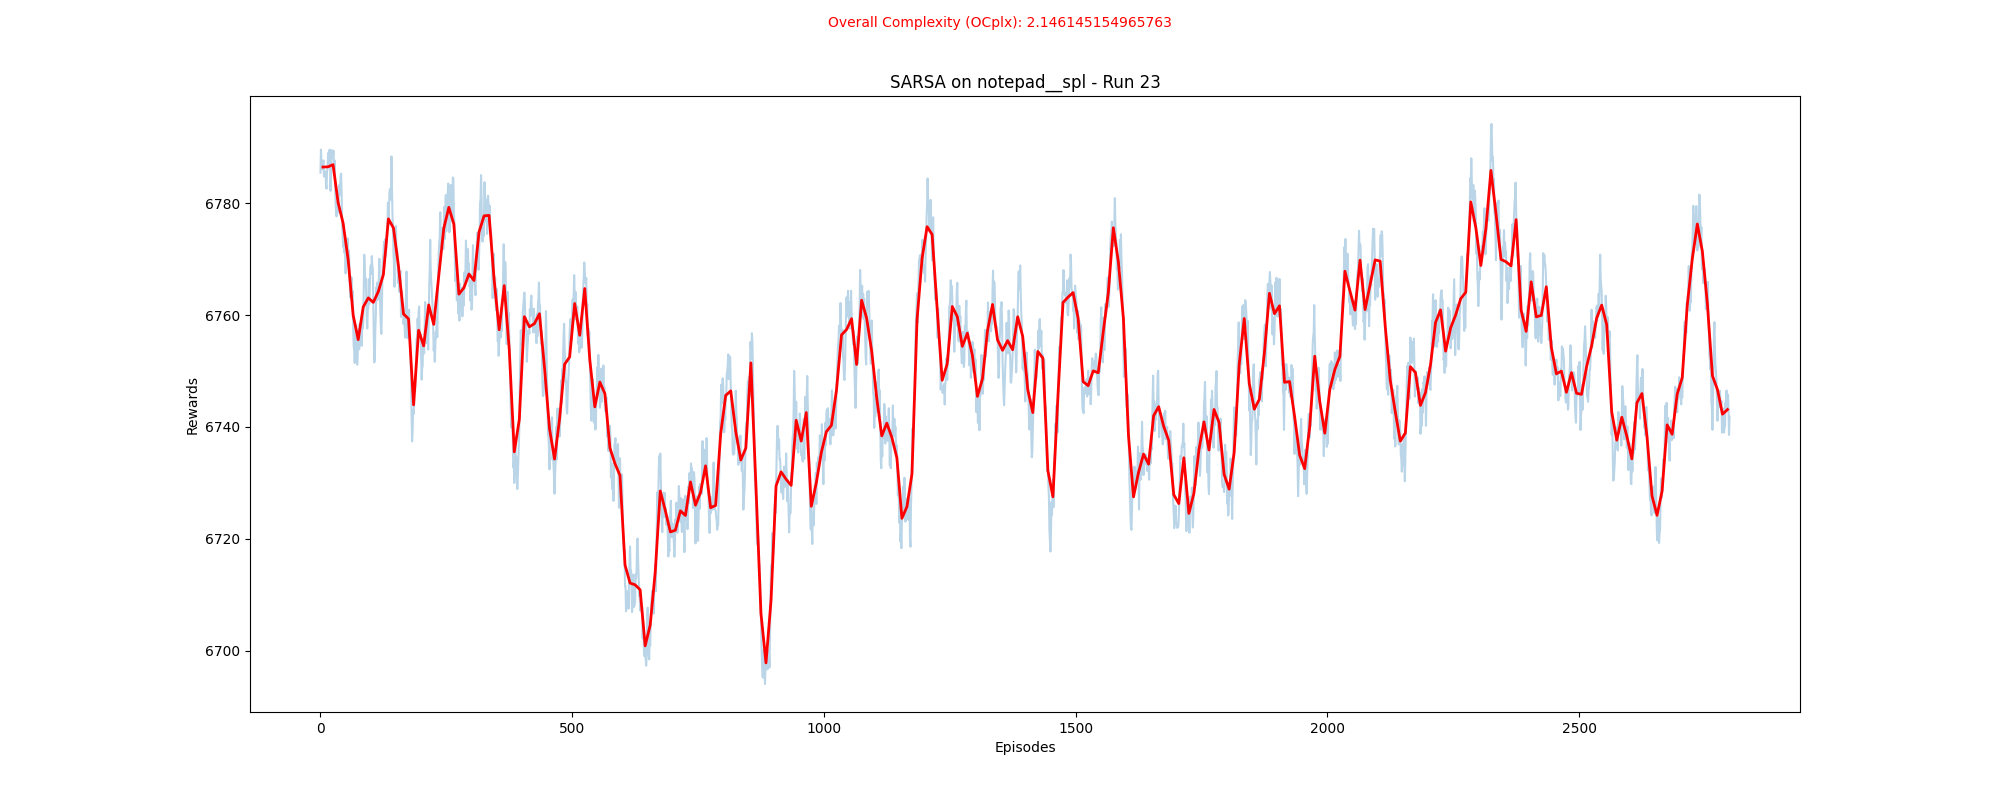 Overall Complexity (OCplx): 2.146145154965763
SARSA on notepad__spl - Run 23
Rewards
6780
6760
6740
6720
6700
0 500 1000 1500 2000 2500
Episodes